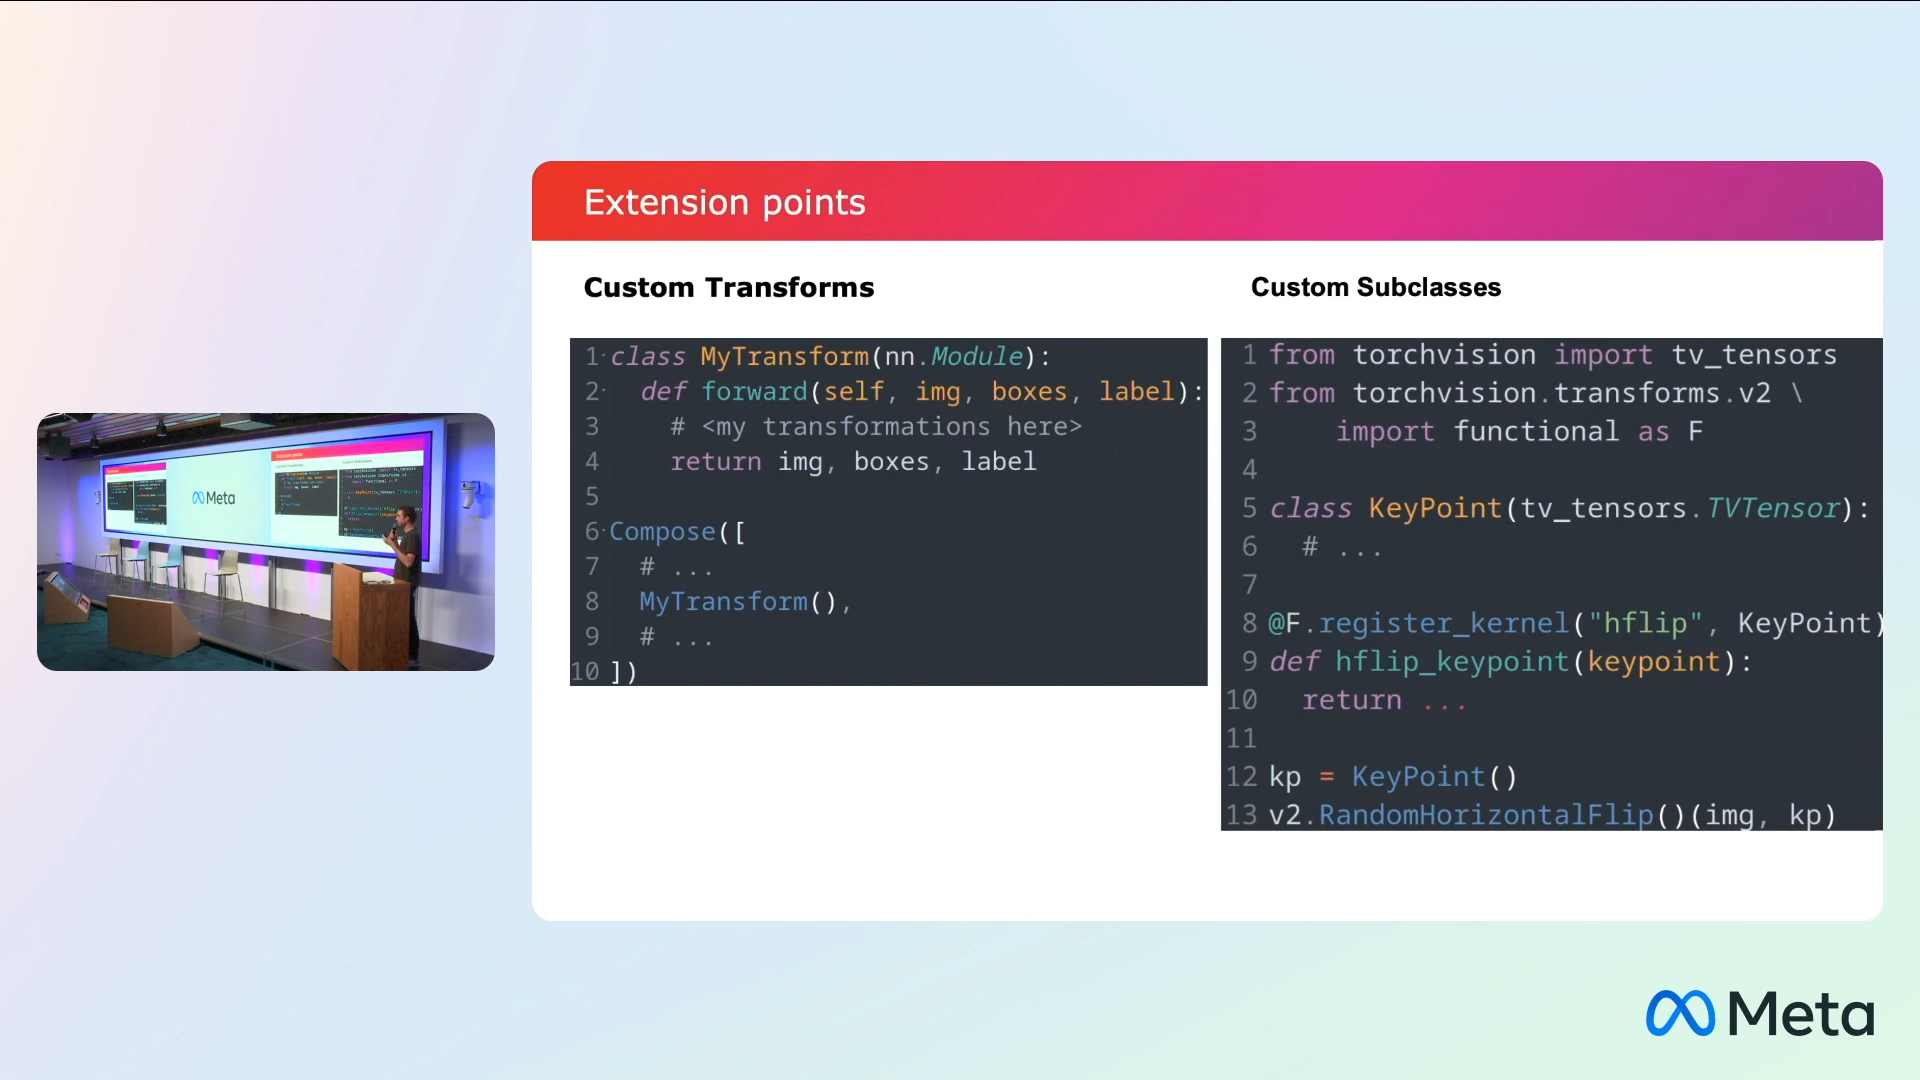 Extension points
Custom Transforms
1 class MyTransform(nn.Module):
2   def forward(self, img, boxes, label):
3     # <my transformations here>
4     return img, boxes, label
5
6 Compose([
7   # ...
8   MyTransform(),
9   # ...
10 ])
Custom Subclasses
1 from torchvision import tv_tensors
2 from torchvision.transforms.v2 \
3     import functional as F
4
5 class KeyPoint(tv_tensors.TVTensor):
6   # ...
7
8 @F.register_kernel("hflip", KeyPoint)
9 def hflip_keypoint(keypoint):
10   return ...
11
12 kp = KeyPoint()
13 v2.RandomHorizontalFlip()(img, kp)
Meta
Meta